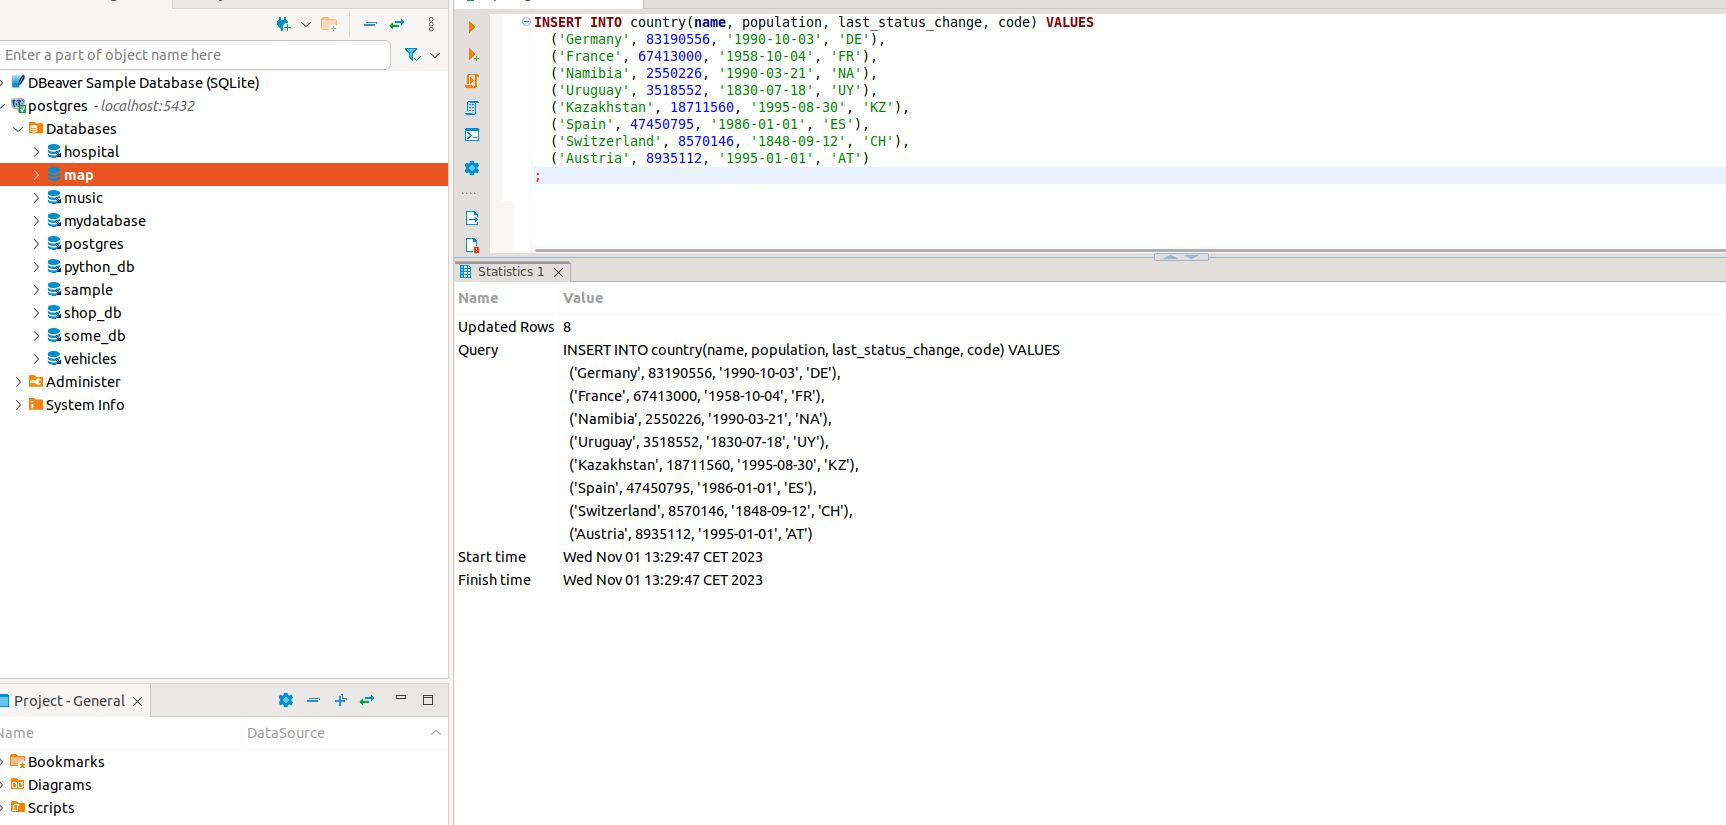 Enter a part of object name here
DBeaver Sample Database (SQLite)
postgres - localhost:5432
Databases
hospital
map
music
mydatabase
postgres
python_db
sample
shop_db
some_db
vehicles
Administer
System Info
Project - General
Name DataSource
Bookmarks
Diagrams
Scripts
INSERT INTO country(name, population, last_status_change, code) VALUES
('Germany', 83190556, '1990-10-03', 'DE'),
('France', 67413000, '1958-10-04', 'FR'),
('Namibia', 2550226, '1990-03-21', 'NA'),
('Uruguay', 3518552, '1830-07-18', 'UY'),
('Kazakhstan', 18711560, '1995-08-30', 'KZ'),
('Spain', 47450795, '1986-01-01', 'ES'),
('Switzerland', 8570146, '1848-09-12', 'CH'),
('Austria', 8935112, '1995-01-01', 'AT')
;
Statistics 1
Name Value
Updated Rows 8
Query INSERT INTO country(name, population, last_status_change, code) VALUES
('Germany', 83190556, '1990-10-03', 'DE'),
('France', 67413000, '1958-10-04', 'FR'),
('Namibia', 2550226, '1990-03-21', 'NA'),
('Uruguay', 3518552, '1830-07-18', 'UY'),
('Kazakhstan', 18711560, '1995-08-30', 'KZ'),
('Spain', 47450795, '1986-01-01', 'ES'),
('Switzerland', 8570146, '1848-09-12', 'CH'),
('Austria', 8935112, '1995-01-01', 'AT')
Start time Wed Nov 01 13:29:47 CET 2023
Finish time Wed Nov 01 13:29:47 CET 2023